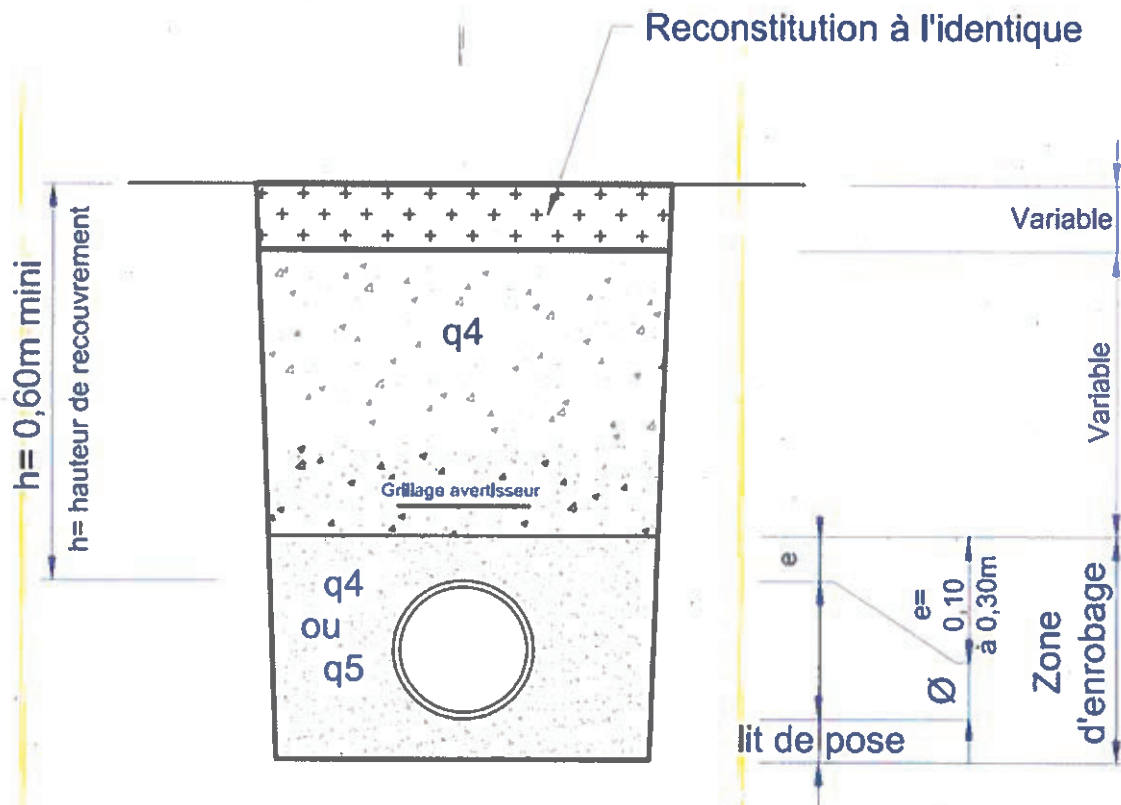 Reconstitution à l'identique
h= 0,60m mini
h= hauteur de recouvrement
q4
Grillage avertisseur
q4
ou
q5
Variable
Variable
e
e=
0,10
à 0,30m
Ø
Zone
d'enrobage
lit de pose